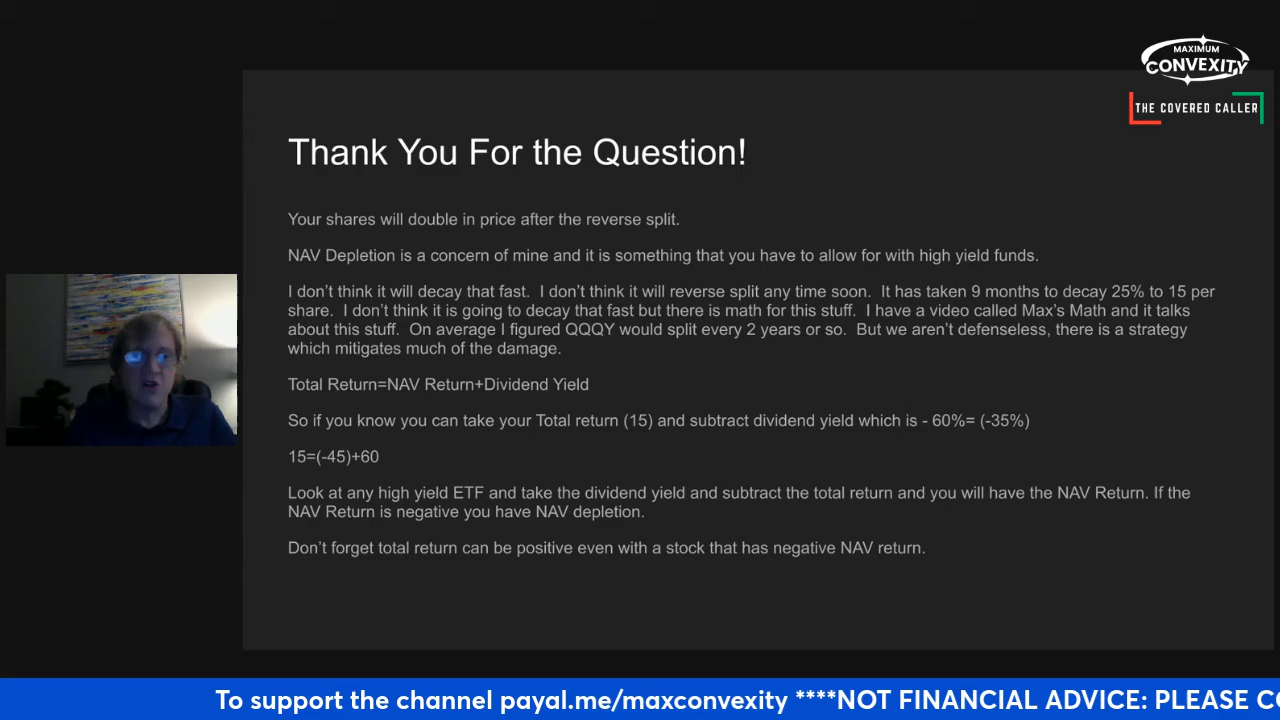 MAXIMUM
CONVEXITY
THE COVERED CALLER
Thank You For the Question!
Your shares will double in price after the reverse split.
NAV Depletion is a concern of mine and it is something that you have to allow for with high yield funds.
I don't think it will decay that fast.  I don't think it will reverse split any time soon.  It has taken 9 months to decay 25% to 15 per
share.  I don't think it is going to decay that fast but there is math for this stuff.  I have a video called Max's Math and it talks
about this stuff.  On average I figured QQQY would split every 2 years or so.  But we aren't defenseless, there is a strategy
which mitigates much of the damage.
Total Return=NAV Return+Dividend Yield
So if you know you can take your Total return (15) and subtract dividend yield which is - 60%= (-35%)
15=(-45)+60
Look at any high yield ETF and take the dividend yield and subtract the total return and you will have the NAV Return. If the
NAV Return is negative you have NAV depletion.
Don't forget total return can be positive even with a stock that has negative NAV return.
To support the channel payal.me/maxconvexity ****NOT FINANCIAL ADVICE: PLEASE C